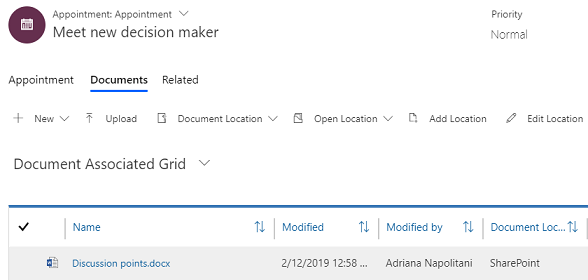 Appointment: Appointment
Meet new decision maker
Priority
Normal
Appointment Documents Related
New Upload Document Location Open Location Add Location Edit Location
Document Associated Grid
Name Modified Modified by Document Loc...
Discussion points.docx 2/12/2019 12:58 ... Adriana Napolitani SharePoint